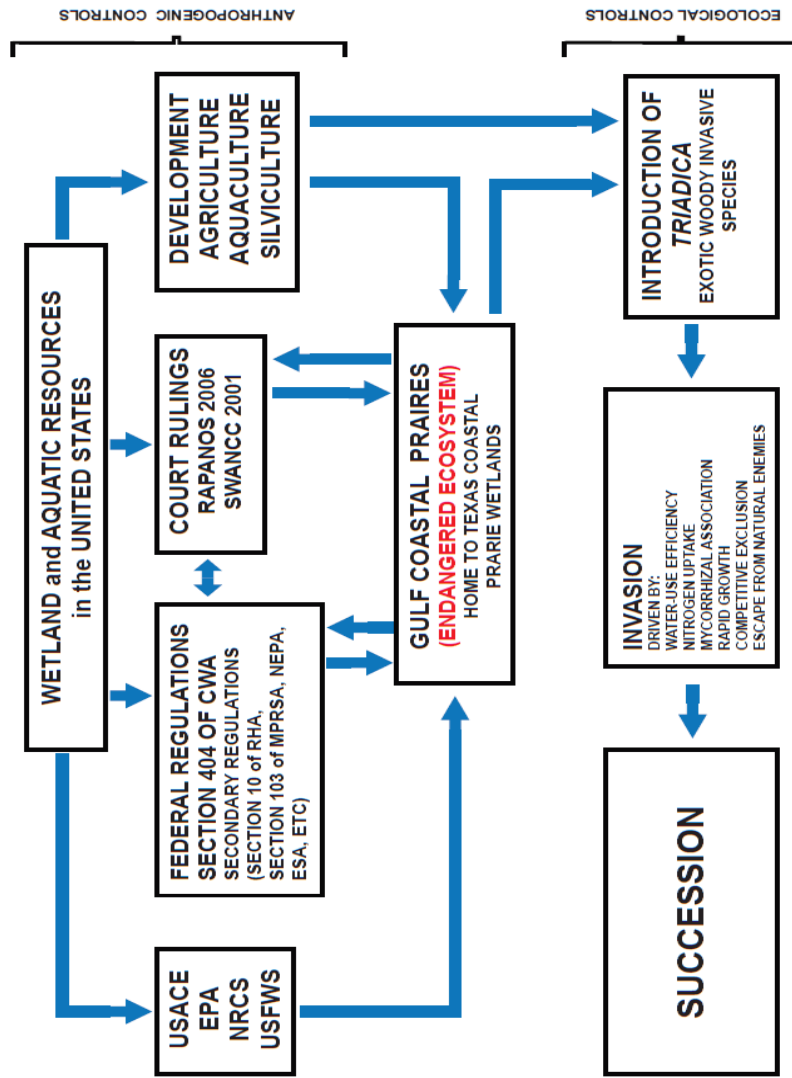 WETLAND and AQUATIC RESOURCES
in the UNITED STATES
ANTHROPOGENIC CONTROLS
USACE
EPA
NRCS
USFWS
FEDERAL REGULATIONS
SECTION 404 OF CWA
SECONDARY REGULATIONS
(SECTION 10 of RHA,
SECTION 103 of MPRSA, NEPA,
ESA, ETC)
COURT RULINGS
RAPANOS 2006
SWANCC 2001
DEVELOPMENT
AGRICULTURE
AQUACULTURE
SILVICULTURE
GULF COASTAL PRAIRES
(ENDANGERED ECOSYSTEM)
HOME TO TEXAS COASTAL
PRARIE WETLANDS
ECOLOGICAL CONTROLS
SUCCESSION
INVASION
DRIVEN BY:
WATER-USE EFFICIENCY
NITROGEN UPTAKE
MYCORRHIZAL ASSOCIATION
RAPID GROWTH
COMPETITIVE EXCLUSION
ESCAPE FROM NATURAL ENEMIES
INTRODUCTION OF
TRIADICA
EXOTIC WOODY INVASIVE
SPECIES